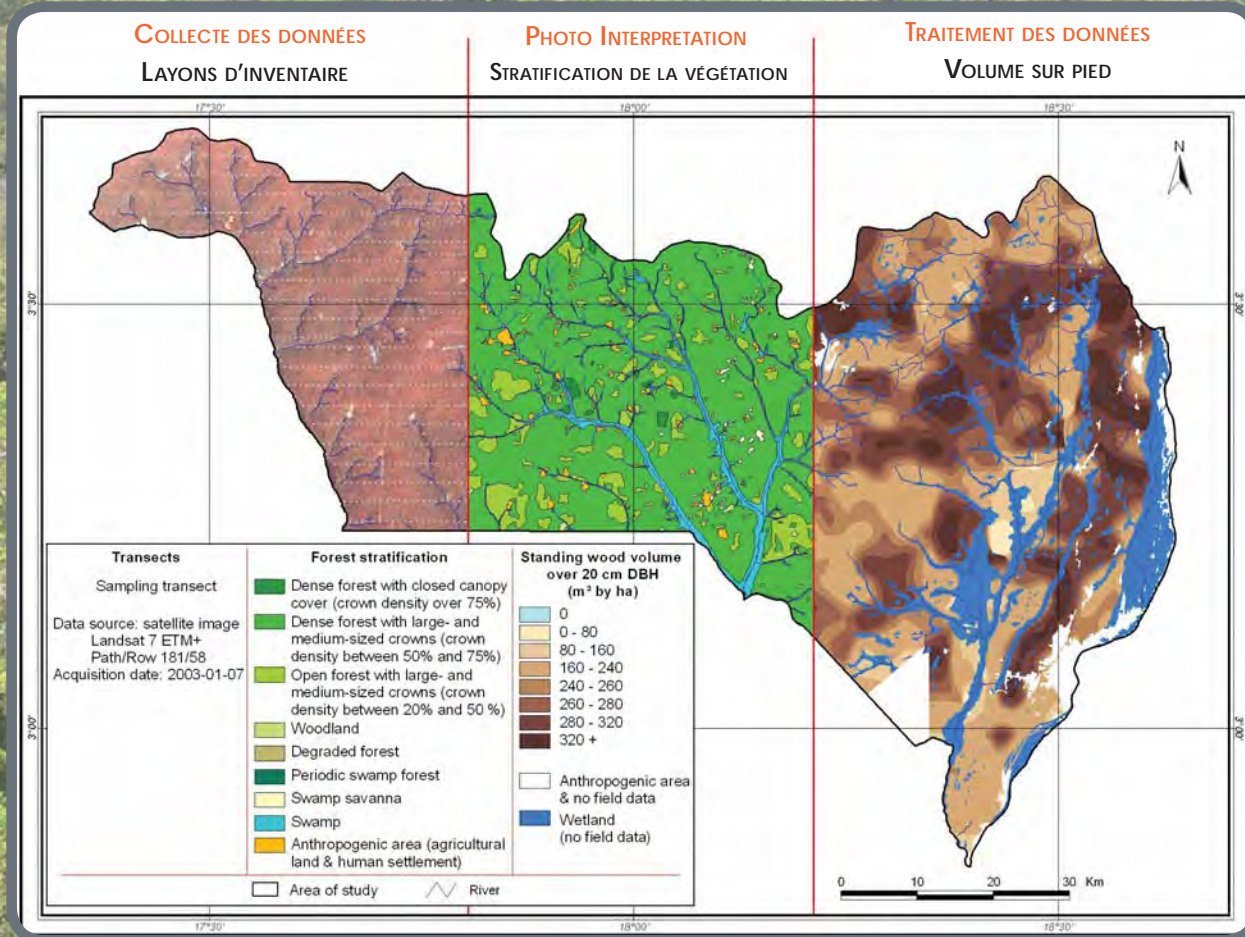 COLLECTE DES DONNÉES
LAYONS D'INVENTAIRE
PHOTO INTERPRETATION
STRATIFICATION DE LA VÉGÉTATION
TRAITEMENT DES DONNÉES
VOLUME SUR PIED
17°30'
18°00'
18°30'
N
3°30'
3°30'
3°00'
3°00'
Transects
Sampling transect
Data source: satellite image
Landsat 7 ETM+
Path/Row 181/58
Acquisition date: 2003-01-07
Forest stratification
Dense forest with closed canopy
cover (crown density over 75%)
Dense forest with large- and
medium-sized crowns (crown
density between 50% and 75%)
Open forest with large- and
medium-sized crowns (crown
density between 20% and 50 %)
Woodland
Degraded forest
Periodic swamp forest
Swamp savanna
Swamp
Anthropogenic area (agricultural
land & human settlement)
Standing wood volume
over 20 cm DBH
(m³ by ha)
0
0 - 80
80 - 160
160 - 240
240 - 260
260 - 280
280 - 320
320 +
Anthropogenic area
& no field data
Wetland
(no field data)
Area of study
River
0 10 20 30 Km
17°30'
18°00'
18°30'